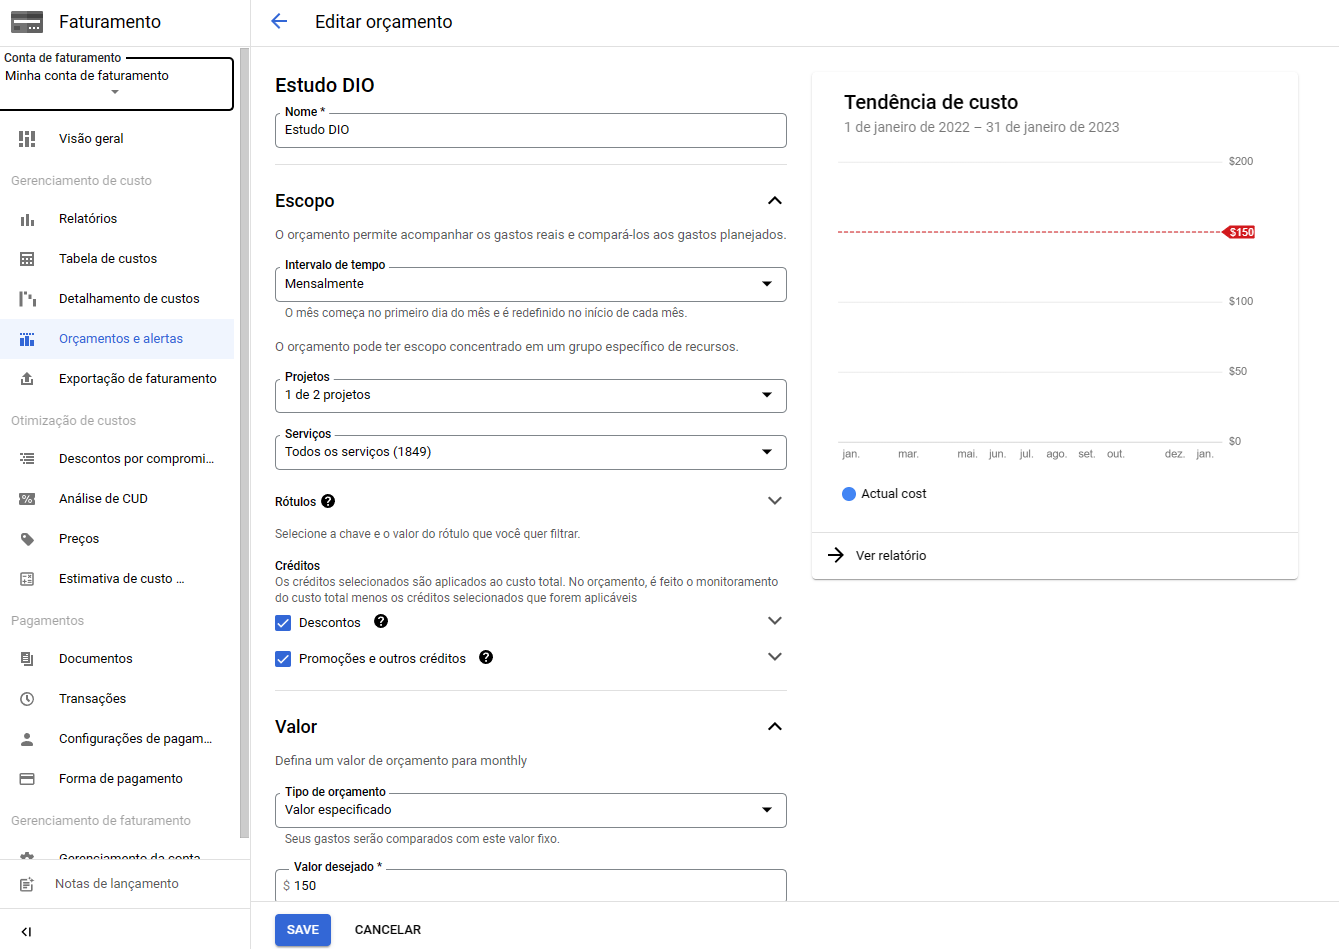 Faturamento
Conta de faturamento
Minha conta de faturamento
Visão geral
Gerenciamento de custo
Relatórios
Tabela de custos
Detalhamento de custos
Orçamentos e alertas
Exportação de faturamento
Otimização de custos
Descontos por compromi...
Análise de CUD
Preços
Estimativa de custo ...
Pagamentos
Documentos
Transações
Configurações de pagam...
Forma de pagamento
Gerenciamento de faturamento
Gerenciamento da conta
Notas de lançamento
Editar orçamento
Estudo DIO
Nome *
Estudo DIO
Escopo
O orçamento permite acompanhar os gastos reais e compará-los aos gastos planejados.
Intervalo de tempo
Mensalmente
O mês começa no primeiro dia do mês e é redefinido no início de cada mês.
O orçamento pode ter escopo concentrado em um grupo específico de recursos.
Projetos
1 de 2 projetos
Serviços
Todos os serviços (1849)
Rótulos
Selecione a chave e o valor do rótulo que você quer filtrar.
Créditos
Os créditos selecionados são aplicados ao custo total. No orçamento, é feito o monitoramento
do custo total menos os créditos selecionados que forem aplicáveis
Descontos
Promoções e outros créditos
Valor
Defina um valor de orçamento para monthly
Tipo de orçamento
Valor especificado
Seus gastos serão comparados com este valor fixo.
Valor desejado *
$ 150
SAVE CANCELAR
Tendência de custo
1 de janeiro de 2022 – 31 de janeiro de 2023
$200
$150
$100
$50
$0
jan. mar. mai. jun. jul. ago. set. out. dez. jan.
Actual cost
Ver relatório